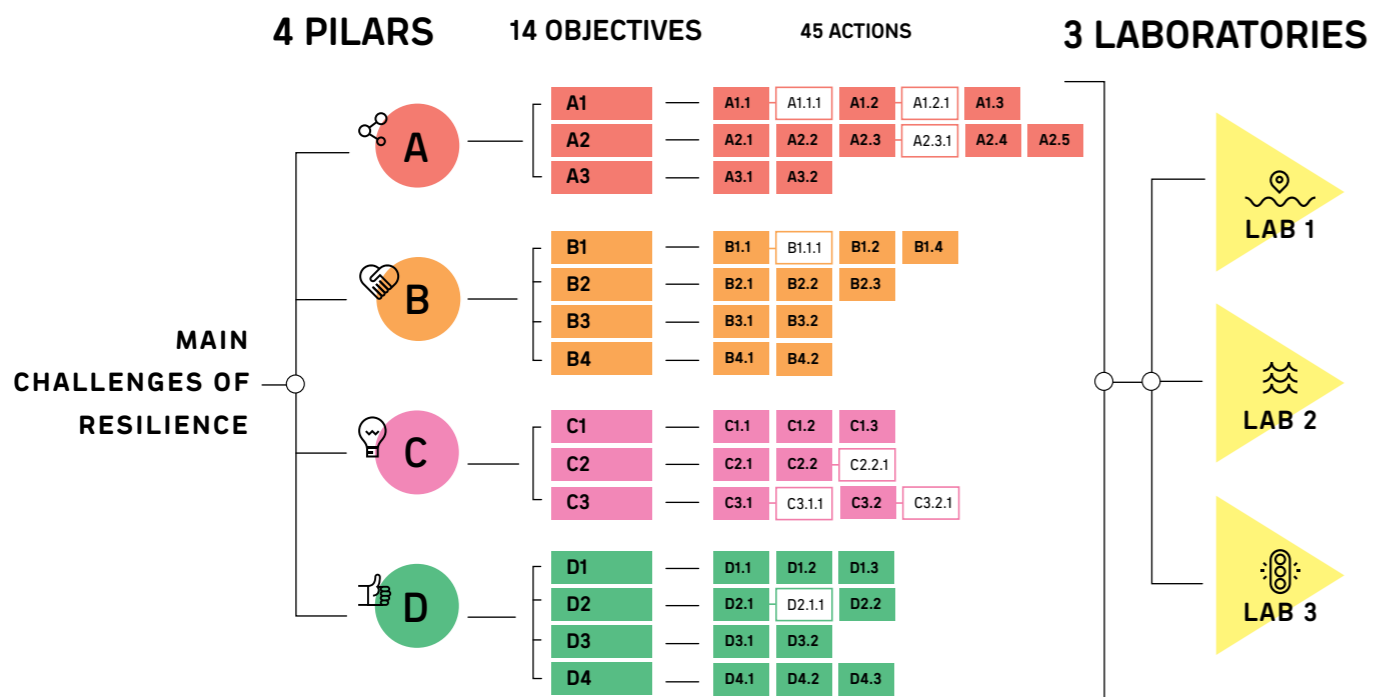 4 PILARS
14 OBJECTIVES
45 ACTIONS
3 LABORATORIES
MAIN
CHALLENGES OF
RESILIENCE
A
A1
A1.1 A1.1.1 A1.2 A1.2.1 A1.3
A2
A2.1 A2.2 A2.3 A2.3.1 A2.4 A2.5
A3
A3.1 A3.2
B
B1
B1.1 B1.1.1 B1.2 B1.4
B2
B2.1 B2.2 B2.3
B3
B3.1 B3.2
B4
B4.1 B4.2
C
C1
C1.1 C1.2 C1.3
C2
C2.1 C2.2 C2.2.1
C3
C3.1 C3.1.1 C3.2 C3.2.1
D
D1
D1.1 D1.2 D1.3
D2
D2.1 D2.1.1 D2.2
D3
D3.1 D3.2
D4
D4.1 D4.2 D4.3
LAB 1
LAB 2
LAB 3